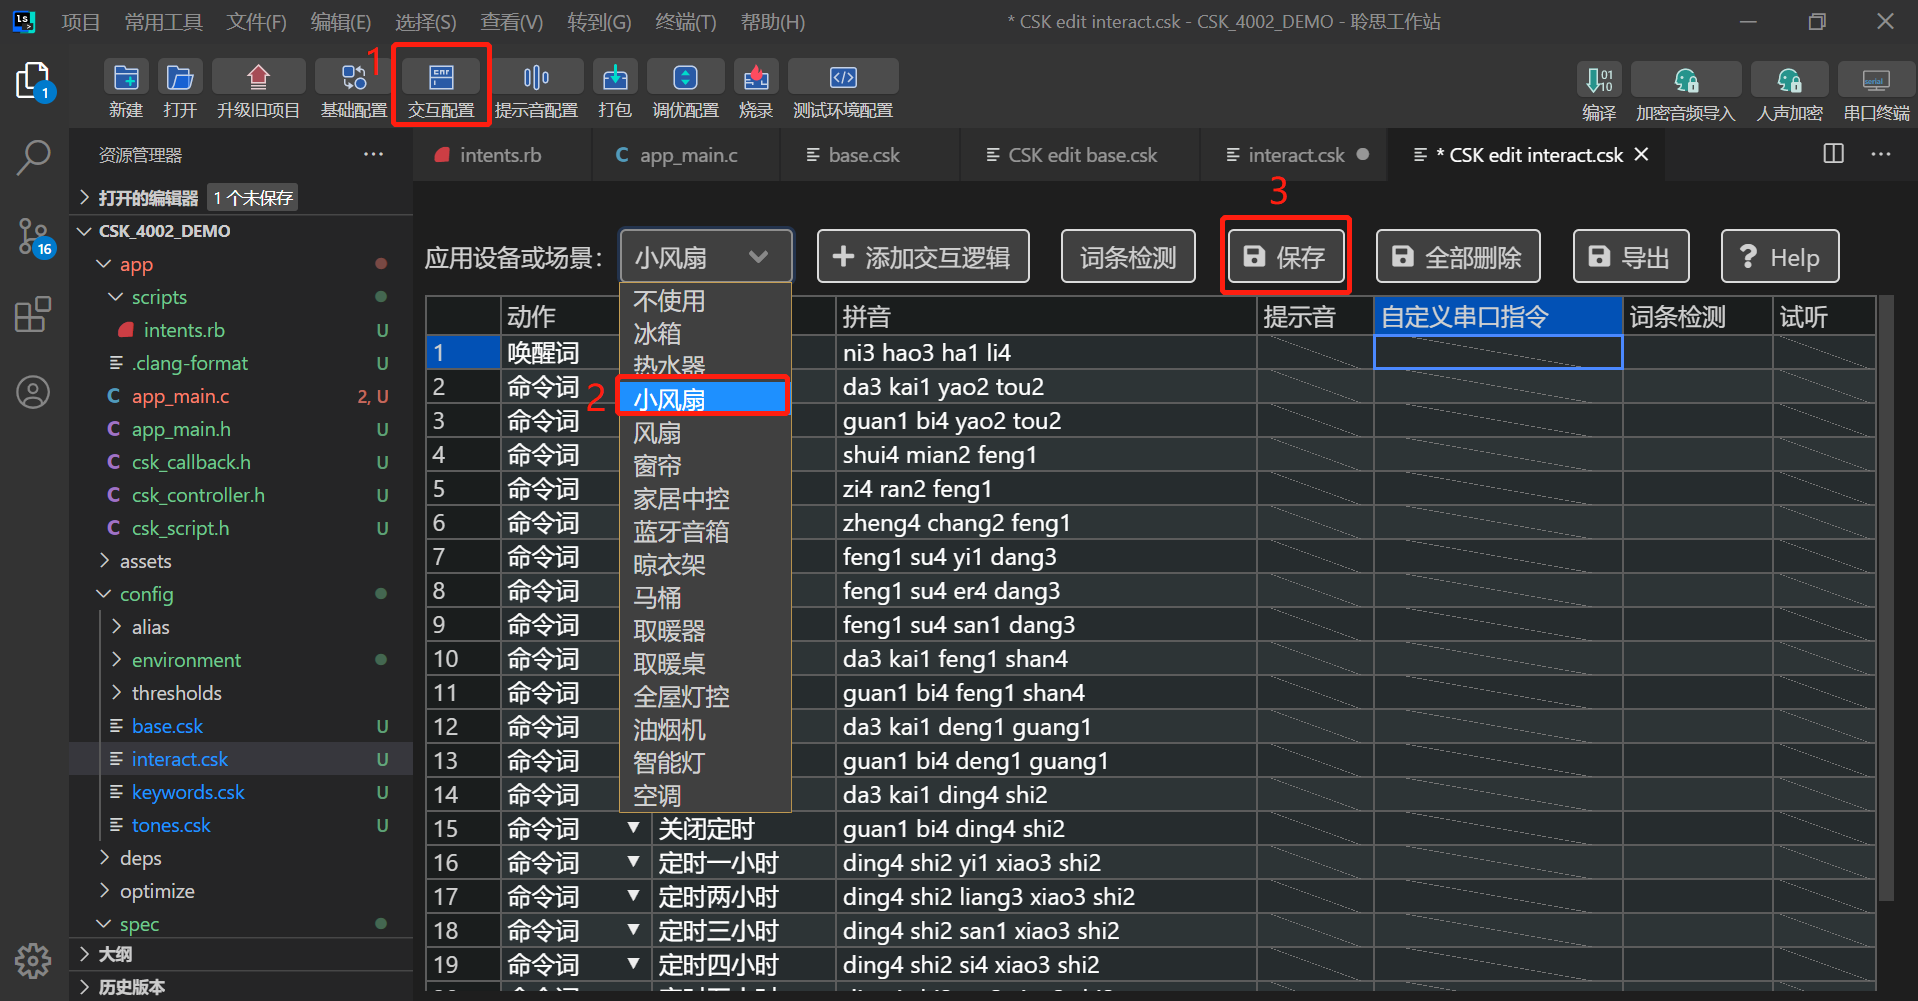 项目 常用工具 文件(F) 编辑(E) 选择(S) 查看(V) 转到(G) 终端(T) 帮助(H) * CSK edit interact.csk - CSK_4002_DEMO - 聆思工作站
1
新建 打开 升级旧项目 基础配置 交互配置 提示音配置 打包 调优配置 烧录 测试环境配置 编译 加密音频导入 人声加密 串口终端
1
资源管理器 ···
intents.rb C app_main.c base.csk CSK edit base.csk interact.csk * CSK edit interact.csk
打开的编辑器 1 个未保存
3
CSK_4002_DEMO
16
app
scripts
intents.rb U
.clang-format U
C app_main.c 2, U
C app_main.h U
C csk_callback.h U
C csk_controller.h U
C csk_script.h U
assets
config
alias
environment
thresholds
base.csk U
interact.csk U
keywords.csk U
tones.csk U
deps
optimize
spec
大纲
历史版本
应用设备或场景: 小风扇 添加交互逻辑 词条检测 保存 全部删除 导出 ? Help
不使用
冰箱
热水器
2 小风扇
风扇
窗帘
家居中控
蓝牙音箱
晾衣架
马桶
取暖器
取暖桌
全屋灯控
油烟机
智能灯
空调
动作 拼音 提示音 自定义串口指令 词条检测 试听
1 唤醒词 ni3 hao3 ha1 li4
2 命令词 da3 kai1 yao2 tou2
3 命令词 guan1 bi4 yao2 tou2
4 命令词 shui4 mian2 feng1
5 命令词 zi4 ran2 feng1
6 命令词 zheng4 chang2 feng1
7 命令词 feng1 su4 yi1 dang3
8 命令词 feng1 su4 er4 dang3
9 命令词 feng1 su4 san1 dang3
10 命令词 da3 kai1 feng1 shan4
11 命令词 guan1 bi4 feng1 shan4
12 命令词 da3 kai1 deng1 guang1
13 命令词 guan1 bi4 deng1 guang1
14 命令词 da3 kai1 ding4 shi2
15 命令词 关闭定时 guan1 bi4 ding4 shi2
16 命令词 定时一小时 ding4 shi2 yi1 xiao3 shi2
17 命令词 定时两小时 ding4 shi2 liang3 xiao3 shi2
18 命令词 定时三小时 ding4 shi2 san1 xiao3 shi2
19 命令词 定时四小时 ding4 shi2 si4 xiao3 shi2